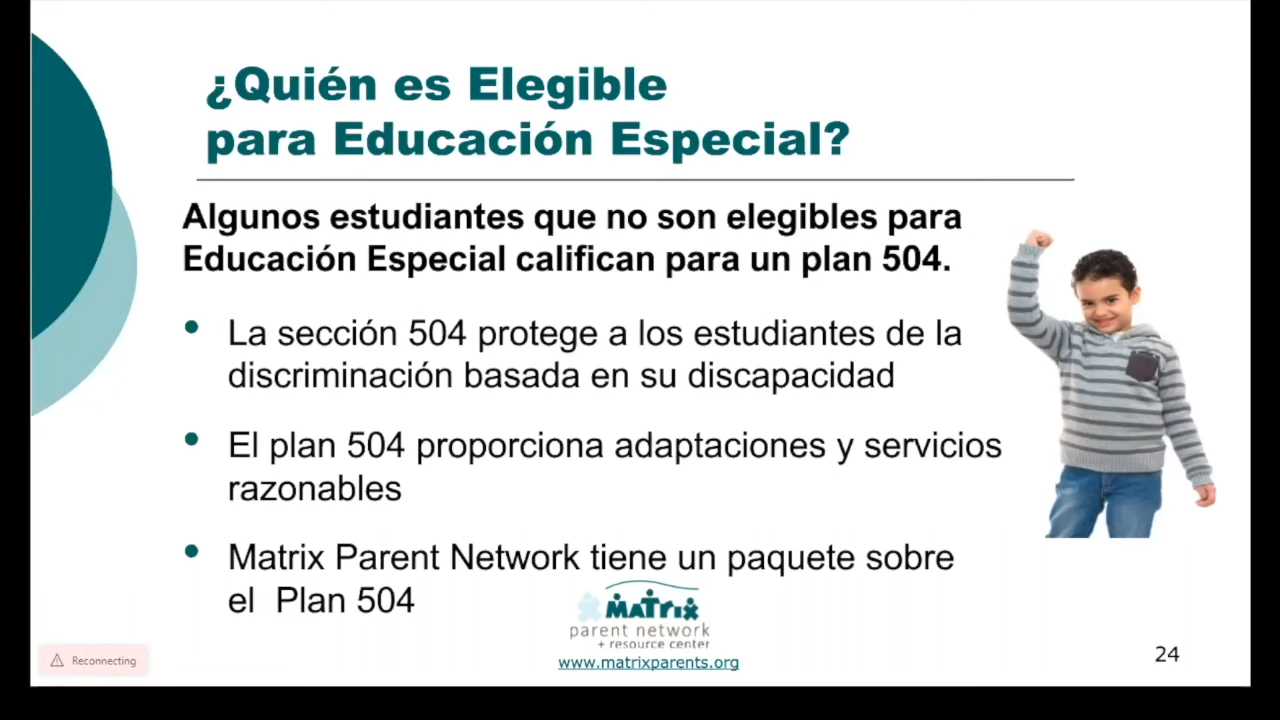 ¿Quién es Elegible
para Educación Especial?
Algunos estudiantes que no son elegibles para
Educación Especial califican para un plan 504.
• La sección 504 protege a los estudiantes de la
discriminación basada en su discapacidad
• El plan 504 proporciona adaptaciones y servicios
razonables
• Matrix Parent Network tiene un paquete sobre
el Plan 504
MATrix
parent network
+ resource center
www.matrixparents.org
Reconnecting
24